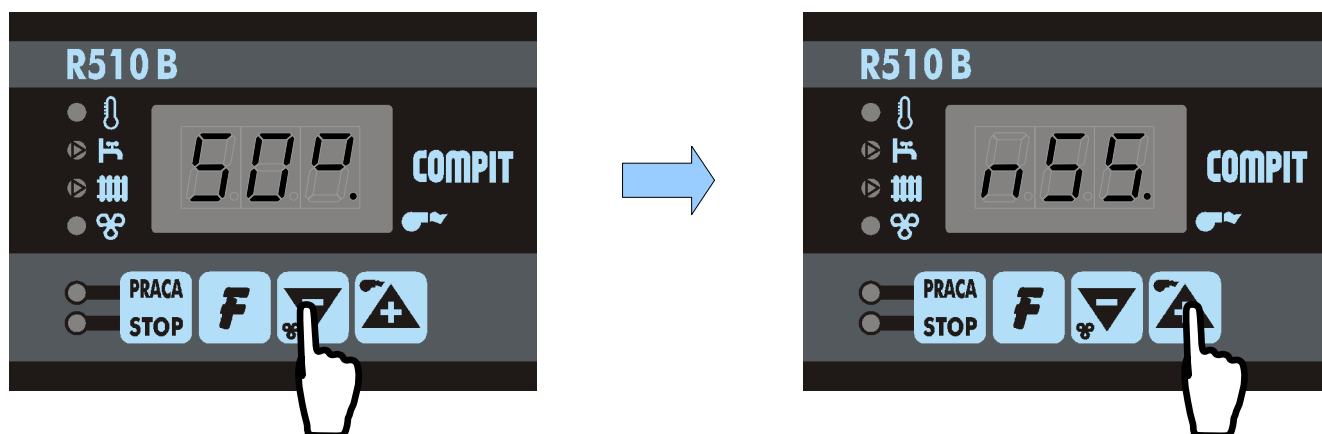 R510 B
50°.
COMPIT
PRACA
STOP
F
R510 B
n55.
COMPIT
PRACA
STOP
F